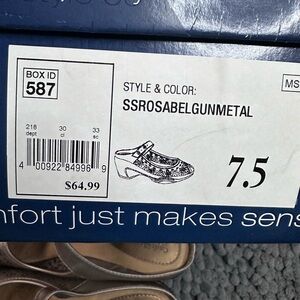 BOX ID
587
STYLE & COLOR:
SSROSABELGUNMETAL
MS
218 30 33
dept cl sc
4 00922 84996 9
$64.99
7.5
nfort just makes sens